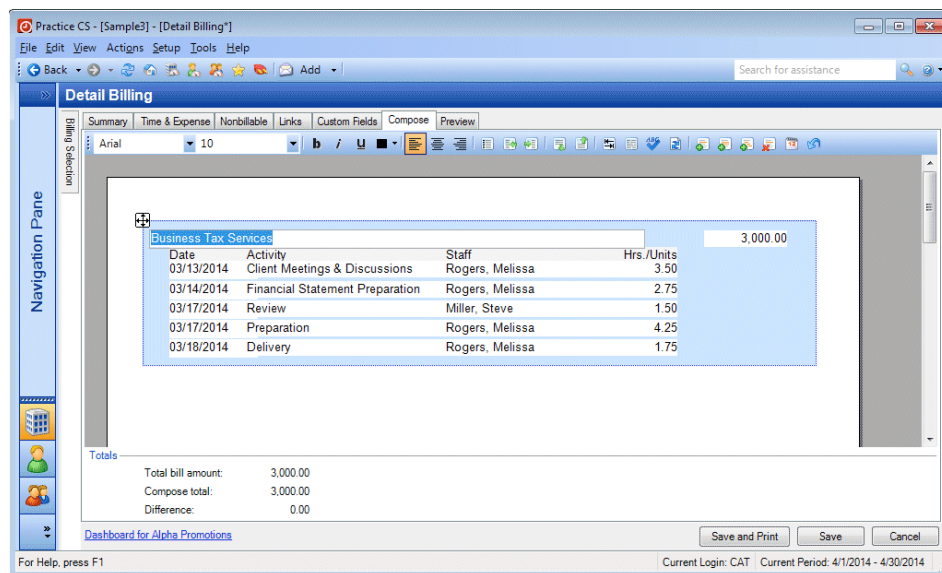 Practice CS - [Sample3] - [Detail Billing*]
File Edit View Actions Setup Tools Help
Back Add Search for assistance
Detail Billing
Billing Selection
Navigation Pane
Summary Time & Expense Nonbillable Links Custom Fields Compose Preview
Arial 10 b i U
Business Tax Services 3,000.00
Date Activity Staff Hrs./Units
03/13/2014 Client Meetings & Discussions Rogers, Melissa 3.50
03/14/2014 Financial Statement Preparation Rogers, Melissa 2.75
03/17/2014 Review Miller, Steve 1.50
03/17/2014 Preparation Rogers, Melissa 4.25
03/18/2014 Delivery Rogers, Melissa 1.75
Totals
Total bill amount: 3,000.00
Compose total: 3,000.00
Difference: 0.00
Dashboard for Alpha Promotions Save and Print Save Cancel
For Help, press F1 Current Login: CAT Current Period: 4/1/2014 - 4/30/2014